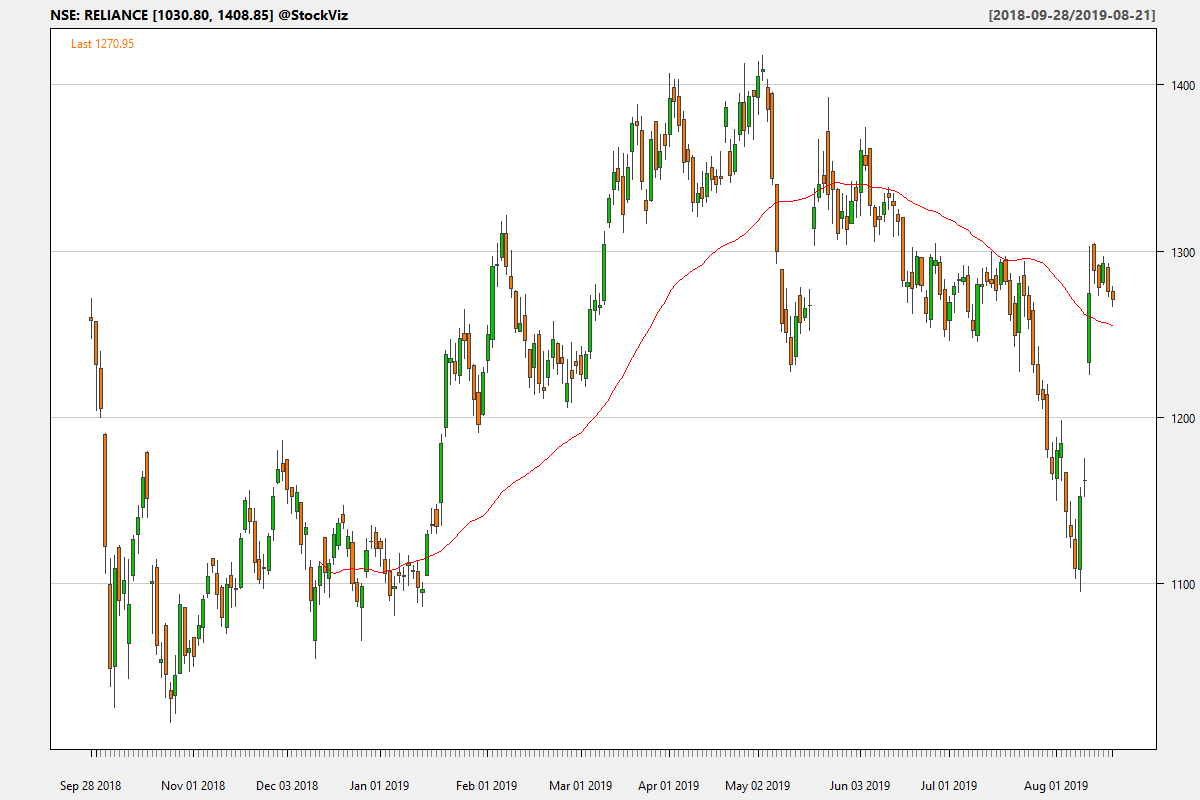 NSE: RELIANCE [1030.80, 1408.85] @StockViz [2018-09-28/2019-08-21]
Last 1270.95
1400
1300
1200
1100
Sep 28 2018 Nov 01 2018 Dec 03 2018 Jan 01 2019 Feb 01 2019 Mar 01 2019 Apr 01 2019 May 02 2019 Jun 03 2019 Jul 01 2019 Aug 01 2019